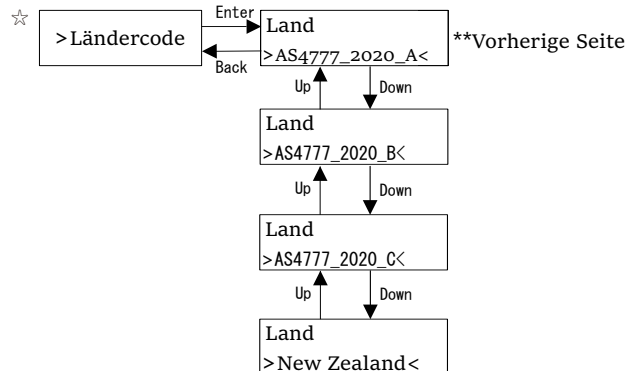 ☆
Enter
>Ländercode
Back
Land
>AS4777_2020_A<
**Vorherige Seite
Up
Down
Land
>AS4777_2020_B<
Up
Down
Land
>AS4777_2020_C<
Up
Down
Land
>New Zealand<